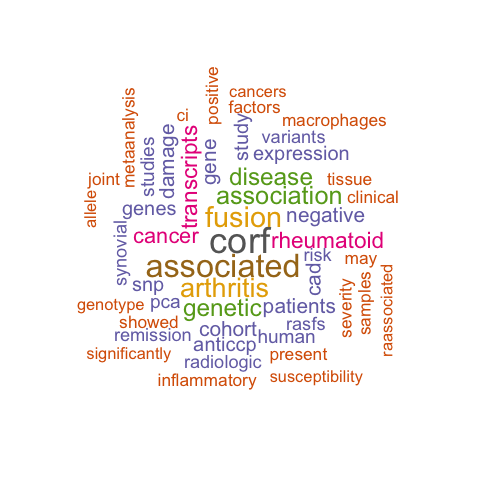 positive
cancers
factors
metaanalysis
ci
macrophages
transcripts
damage
studies
gene
study
variants
expression
joint
disease
tissue
allele
association
clinical
genes
fusion
negative
cancer
corf
rheumatoid
synovial
associated
risk
cad
may
snp
arthritis
severity
samples
raassociated
genotype
pca
genetic
patients
showed
cohort
rasfs
remission
anticcp
human
significantly
radiologic
present
inflammatory
susceptibility